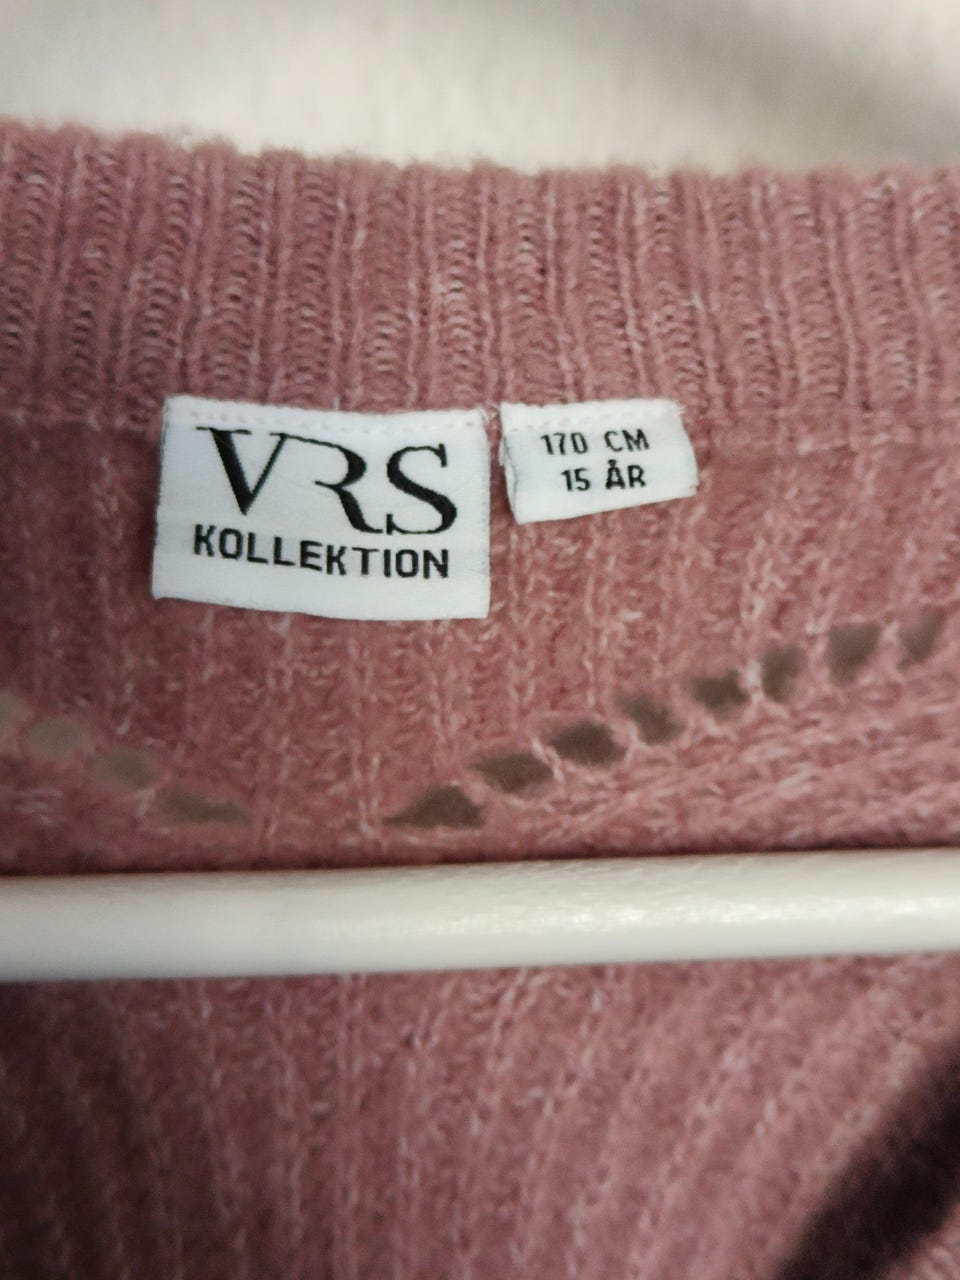 VRS
KOLLEKTION
170 CM
15 ÅR